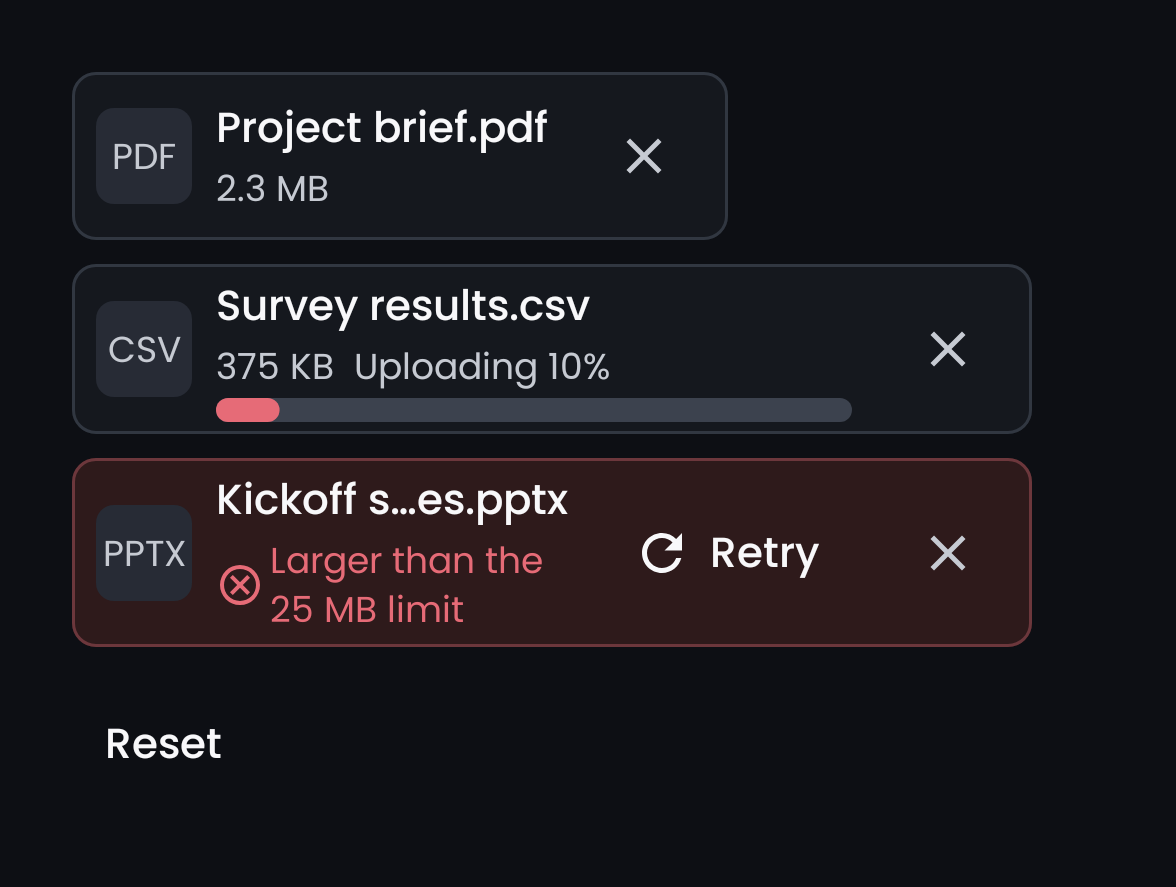 PDF
Project brief.pdf
2.3 MB
CSV
Survey results.csv
375 KB Uploading 10%
PPTX
Kickoff s…es.pptx
Larger than the
25 MB limit
Retry
Reset